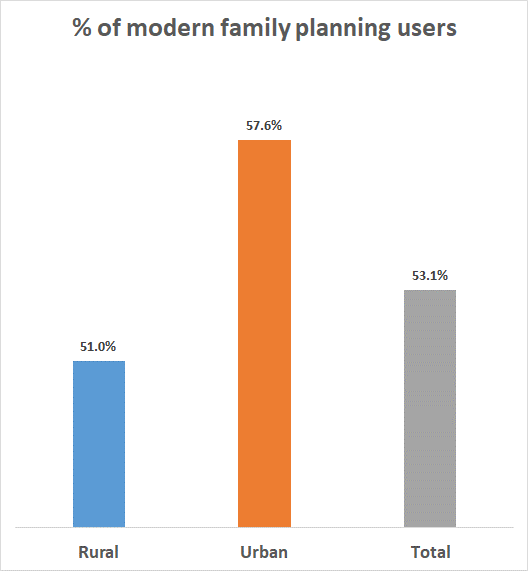 % of modern family planning users
57.6%
53.1%
51.0%
Rural Urban Total